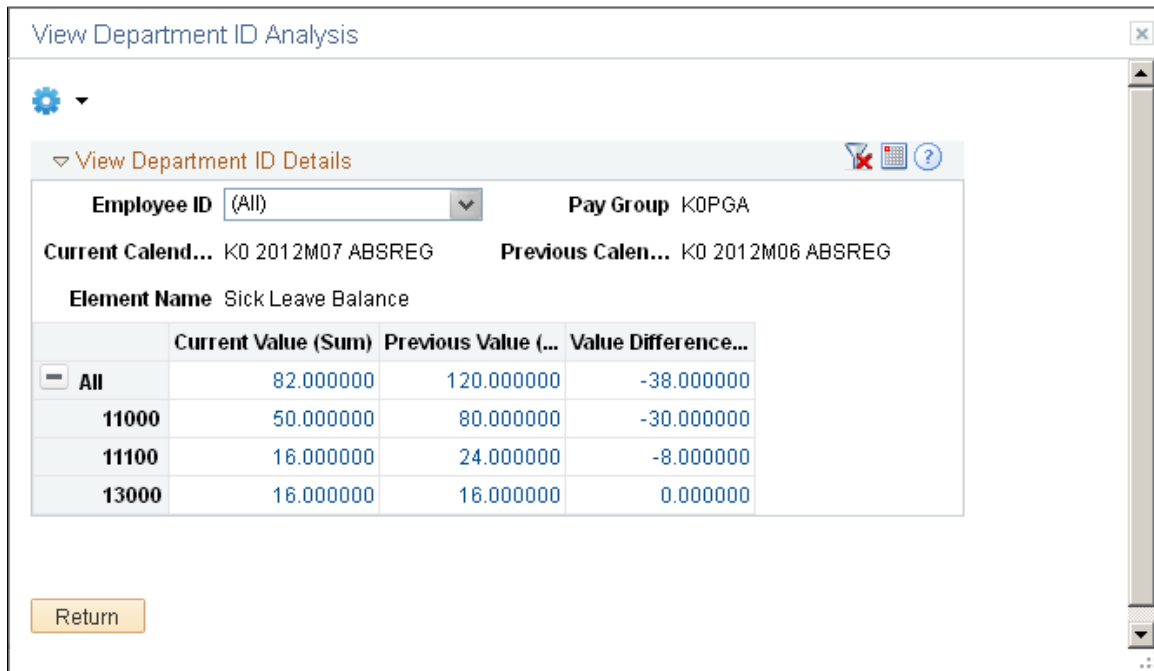 View Department ID Analysis
View Department ID Details
Employee ID (All) Pay Group K0PGA
Current Calend... K0 2012M07 ABSREG Previous Calen... K0 2012M06 ABSREG
Element Name Sick Leave Balance
Current Value (Sum) Previous Value (... Value Difference...
All 82.000000 120.000000 -38.000000
11000 50.000000 80.000000 -30.000000
11100 16.000000 24.000000 -8.000000
13000 16.000000 16.000000 0.000000
Return